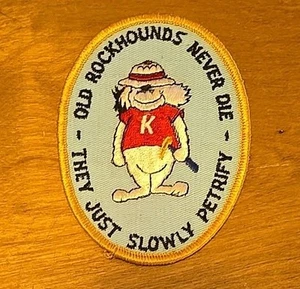 - OLD ROCKHOUNDS NEVER DIE -
THEY JUST SLOWLY PETRIFY
K